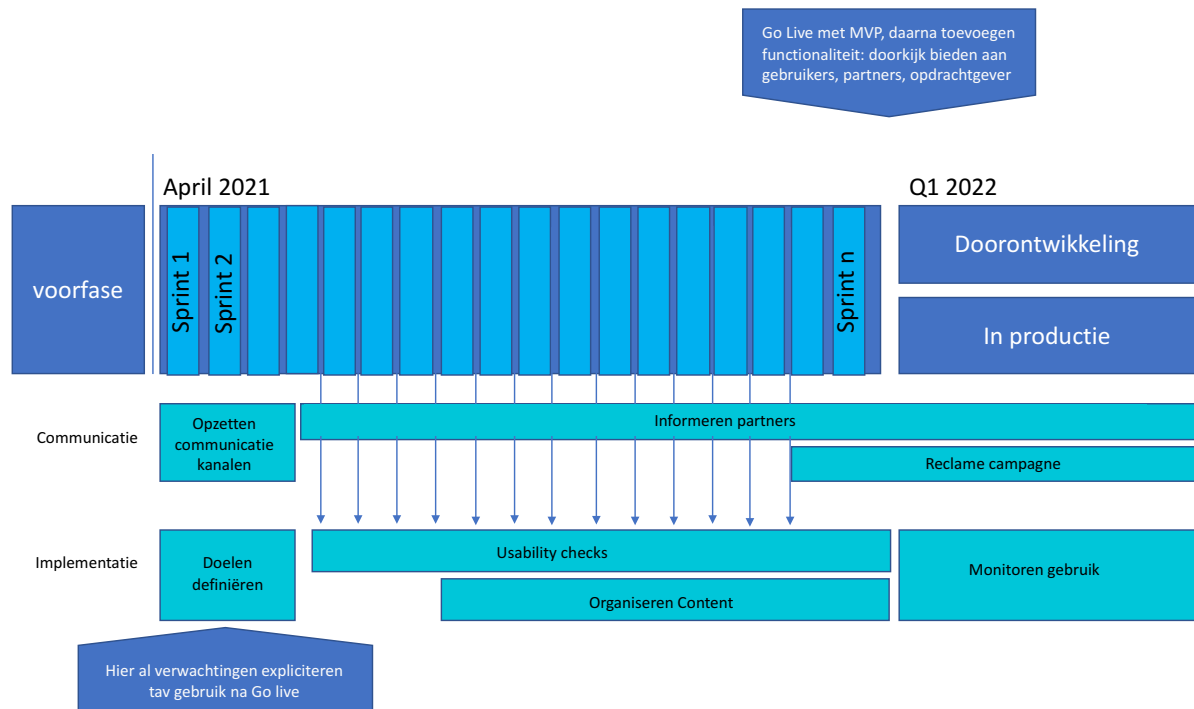 Go Live met MVP, daarna toevoegen
functionaliteit: doorkijk bieden aan
gebruikers, partners, opdrachtgever
April 2021
Q1 2022
voorfase
Sprint 1
Sprint 2
Sprint n
Doorontwikkeling
In productie
Communicatie
Opzetten
communicatie
kanalen
Informeren partners
Reclame campagne
Implementatie
Doelen
definiëren
Usability checks
Organiseren Content
Monitoren gebruik
Hier al verwachtingen expliciteren
tav gebruik na Go live